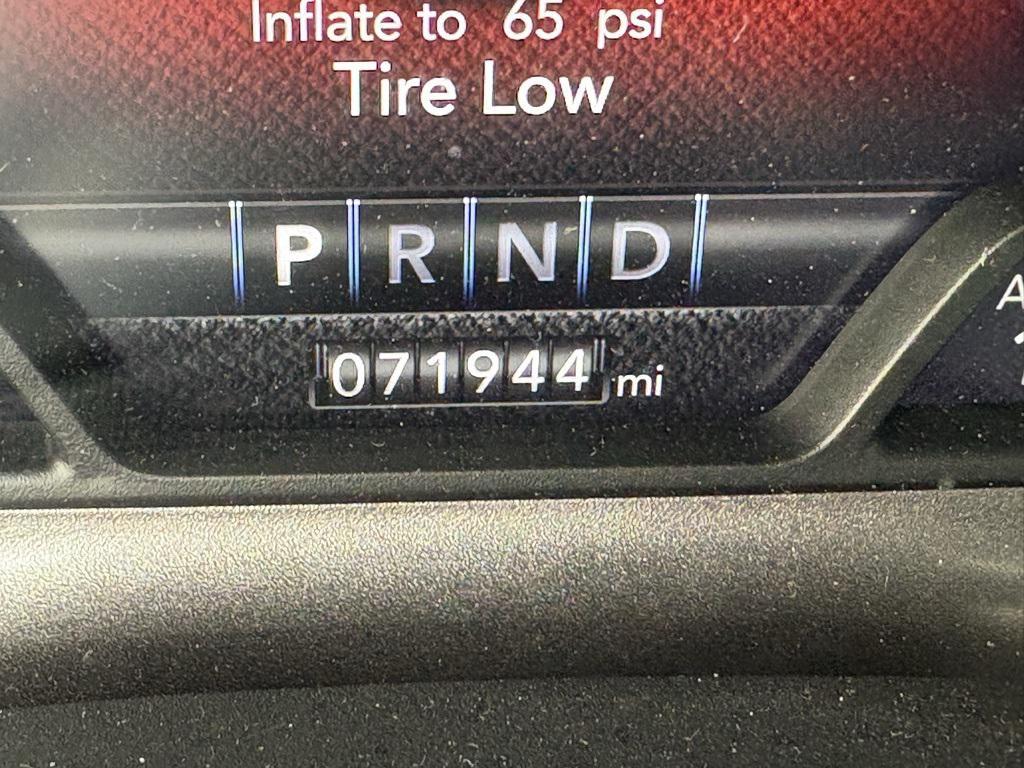 Inflate to 65 psi
Tire Low
P R N D
071944 mi